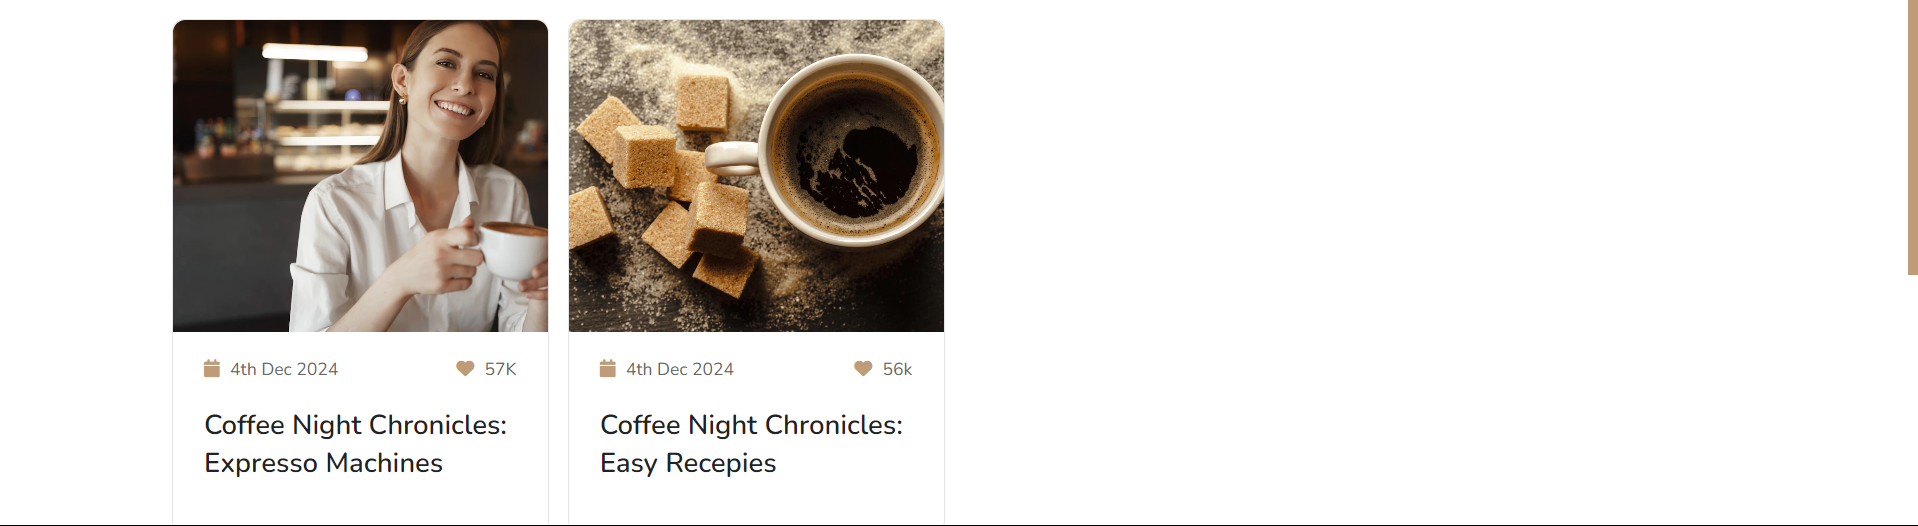 4th Dec 2024
57K
Coffee Night Chronicles:
Expresso Machines
4th Dec 2024
56k
Coffee Night Chronicles:
Easy Recepies